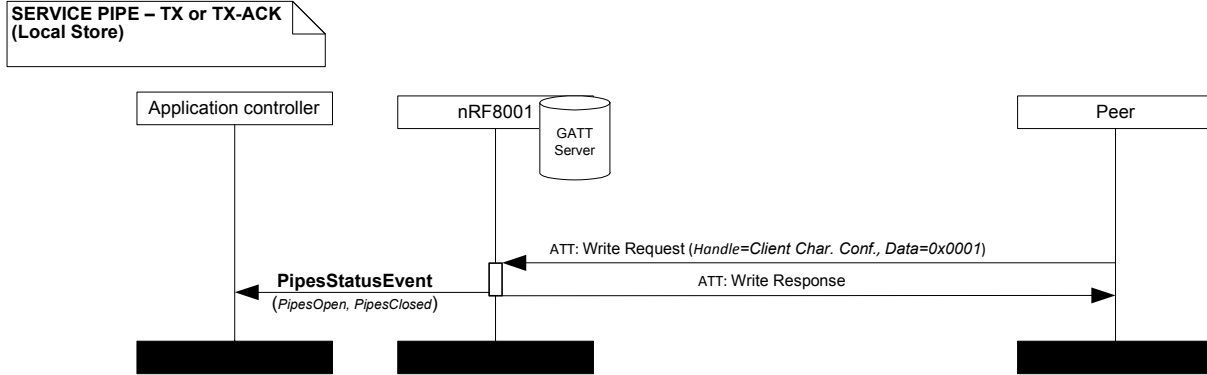 SERVICE PIPE – TX or TX-ACK
(Local Store)
Application controller
nRF8001
GATT
Server
Peer
ATT: Write Request (Handle=Client Char. Conf., Data=0x0001)
PipesStatusEvent
(PipesOpen, PipesClosed)
ATT: Write Response